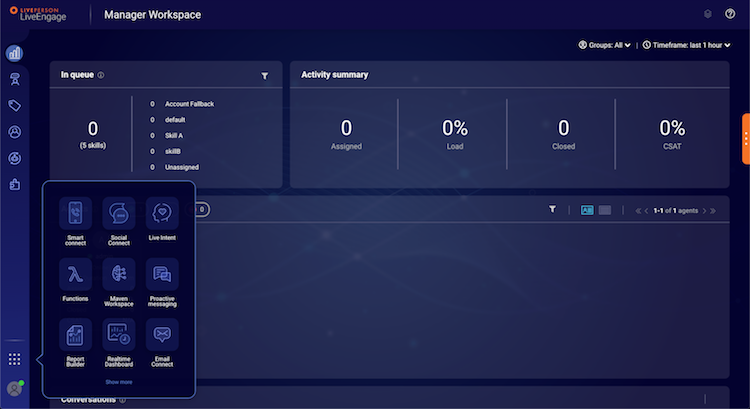 LIVEPERSON
LiveEngage
Manager Workspace
Groups: All
Timeframe: last 1 hour
In queue
0
(5 skills)
0 Account Fallback
0 default
0 Skill A
0 skillB
0 Unassigned
Activity summary
0
Assigned
0%
Load
0
Closed
0%
CSAT
0
1-1 of 1 agents
Smart
connect
Social
Connect
Live Intent
Functions
Maven
Workspace
Proactive
messaging
Report
Builder
Realtime
Dashboard
Email
Connect
Show more
Conversations